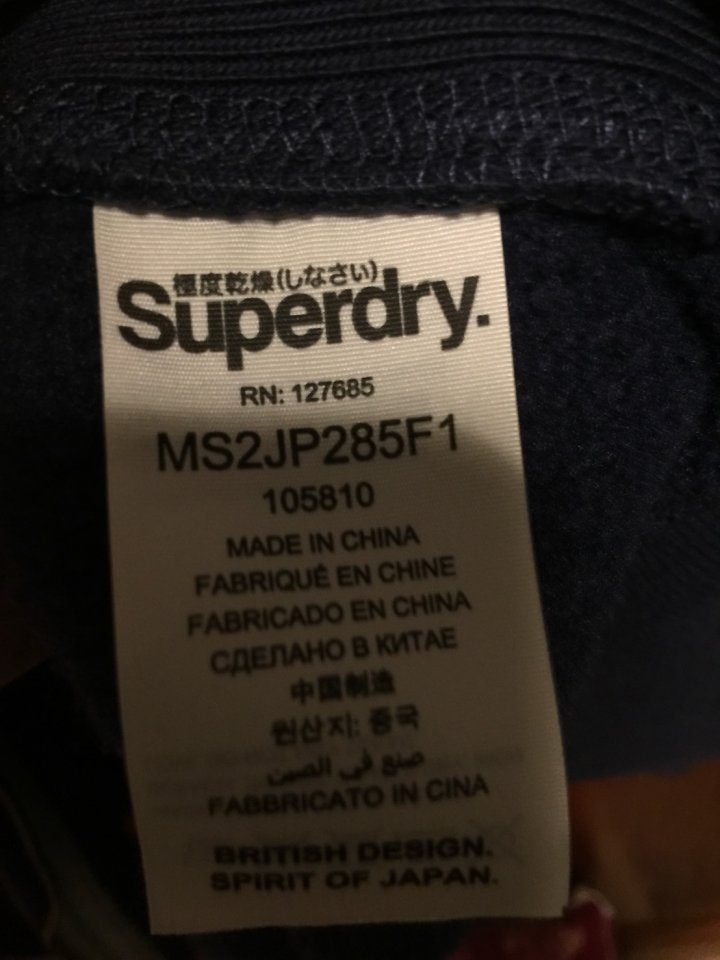 極度乾燥(しなさい)
Superdry.
RN: 127685
MS2JP285F1
105810
MADE IN CHINA
FABRIQUÉ EN CHINE
FABRICADO EN CHINA
СДЕЛАНО В КИТАЕ
中国制造
원산지: 중국
صنع في الصين
FABBRICATO IN CINA
BRITISH DESIGN.
SPIRIT OF JAPAN.